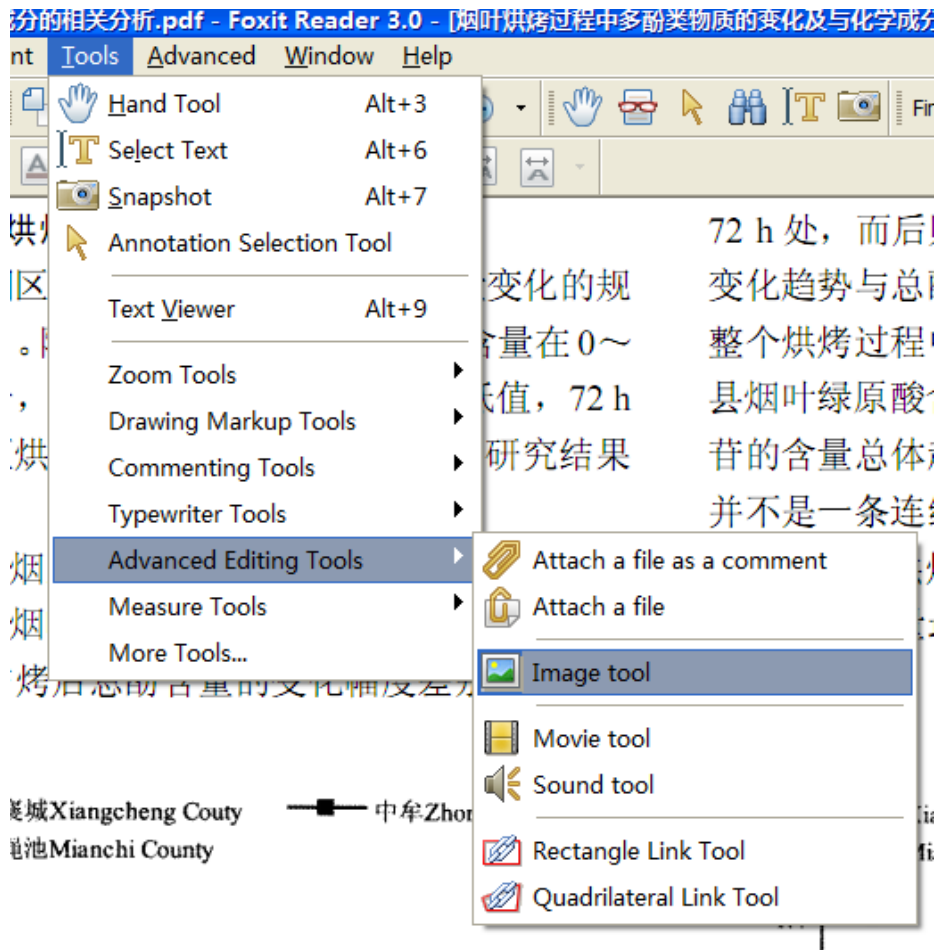 分的相关分析.pdf - Foxit Reader 3.0 - [烟叶烘烤过程中多酚类物质的变化及与化学成分
nt Tools Advanced Window Help
Hand Tool Alt+3
Select Text Alt+6
Snapshot Alt+7
Annotation Selection Tool
Text Viewer Alt+9
Zoom Tools
Drawing Markup Tools
Commenting Tools
Typewriter Tools
Advanced Editing Tools
Measure Tools
More Tools...
Attach a file as a comment
Attach a file
Image tool
Movie tool
Sound tool
Rectangle Link Tool
Quadrilateral Link Tool
烘
区
。
,
烘
烟
烟
烤后总酚含量的变化幅度差
变化的规
含量在0～
低值，72 h
研究结果
72 h 处，而后
变化趋势与总
整个烘烤过程
县烟叶绿原酸
苷的含量总体
并不是一条连
襄城Xiangcheng Couty 中牟Zhon
渑池Mianchi County